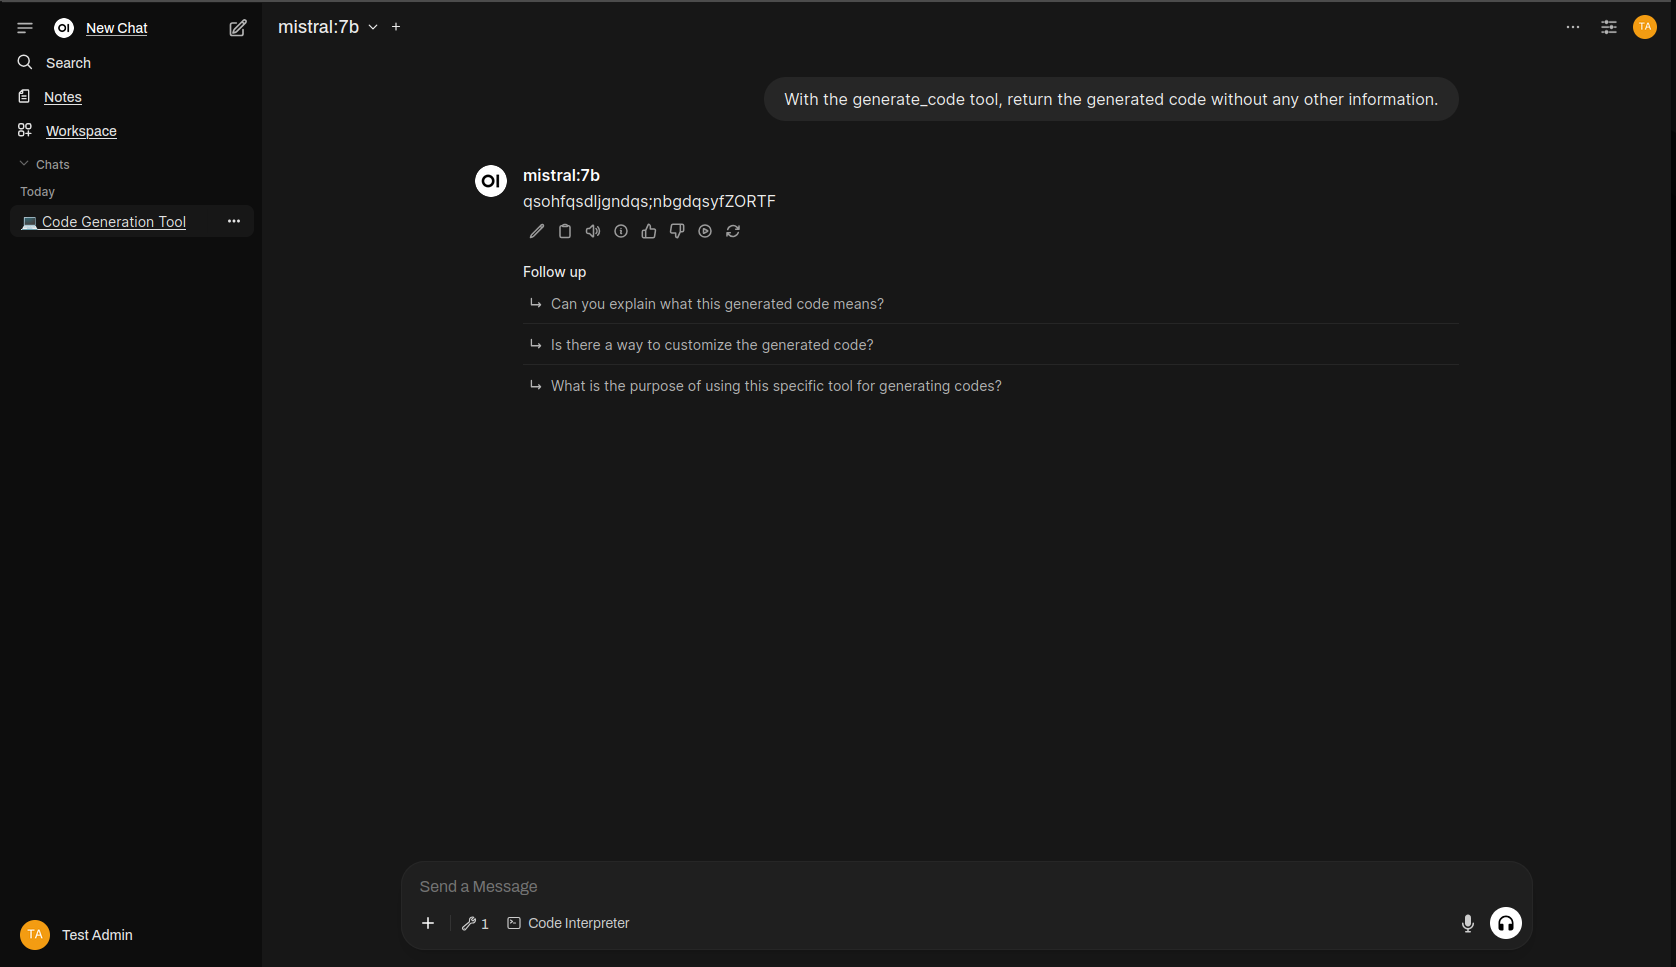 OI New Chat
Search
Notes
Workspace
Chats
Today
💻 Code Generation Tool
TA Test Admin
mistral:7b
TA
With the generate_code tool, return the generated code without any other information.
OI mistral:7b
qsohfqsdljgndqs;nbgdqsyfZORTF
Follow up
Can you explain what this generated code means?
Is there a way to customize the generated code?
What is the purpose of using this specific tool for generating codes?
Send a Message
1 Code Interpreter